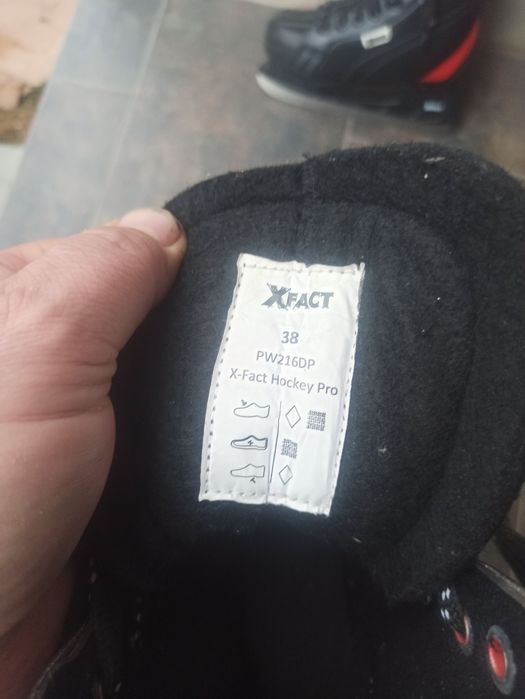 XFACT
38
PW216DP
X-Fact Hockey Pro